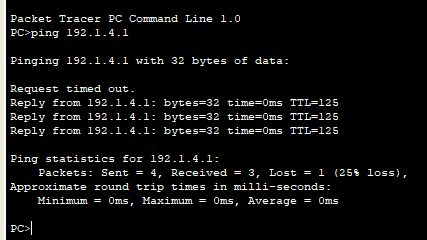 Packet Tracer PC Command Line 1.0
PC>ping 192.1.4.1
Pinging 192.1.4.1 with 32 bytes of data:
Request timed out.
Reply from 192.1.4.1: bytes=32 time=0ms TTL=125
Reply from 192.1.4.1: bytes=32 time=0ms TTL=125
Reply from 192.1.4.1: bytes=32 time=0ms TTL=125
Ping statistics for 192.1.4.1:
    Packets: Sent = 4, Received = 3, Lost = 1 (25% loss),
Approximate round trip times in milli-seconds:
    Minimum = 0ms, Maximum = 0ms, Average = 0ms
PC>